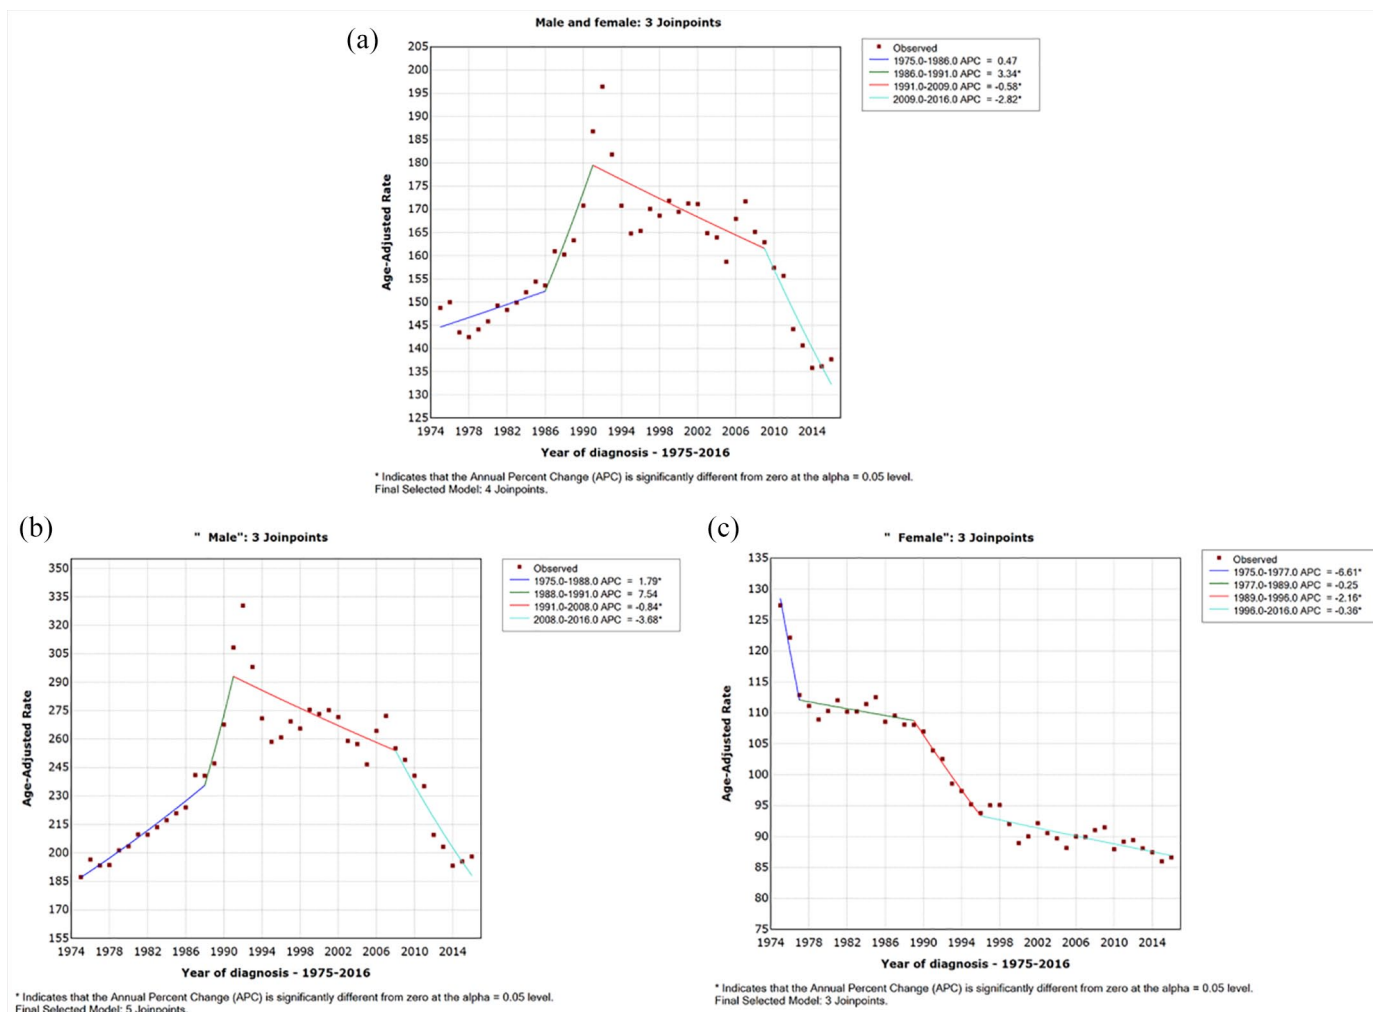 (a)
Male and female: 3 Joinpoints
205
200
195
190
185
180
175
170
165
160
155
150
145
140
135
130
125
Age-Adjusted Rate
1974 1978 1982 1986 1990 1994 1998 2002 2006 2010 2014
Year of diagnosis - 1975-2016
Observed
1975.0-1986.0 APC = 0.47
1986.0-1991.0 APC = 3.34*
1991.0-2009.0 APC = -0.58*
2009.0-2016.0 APC = -2.82*
* Indicates that the Annual Percent Change (APC) is significantly different from zero at the alpha = 0.05 level.
Final Selected Model: 4 Joinpoints.
(b)
" Male": 3 Joinpoints
350
335
320
305
290
275
260
245
230
215
200
185
170
155
Age-Adjusted Rate
1974 1978 1982 1986 1990 1994 1998 2002 2006 2010 2014
Year of diagnosis - 1975-2016
Observed
1975.0-1988.0 APC = 1.79*
1988.0-1991.0 APC = 7.54
1991.0-2008.0 APC = -0.84*
2008.0-2016.0 APC = -3.68*
* Indicates that the Annual Percent Change (APC) is significantly different from zero at the alpha = 0.05 level.
Final Selected Model: 5 Joinpoints.
(c)
" Female": 3 Joinpoints
135
130
125
120
115
110
105
100
95
90
85
80
75
Age-Adjusted Rate
1974 1978 1982 1986 1990 1994 1998 2002 2006 2010 2014
Year of diagnosis - 1975-2016
Observed
1975.0-1977.0 APC = -6.61*
1977.0-1989.0 APC = -0.25
1989.0-1996.0 APC = -2.16*
1996.0-2016.0 APC = -0.36*
* Indicates that the Annual Percent Change (APC) is significantly different from zero at the alpha = 0.05 level.
Final Selected Model: 3 Joinpoints.